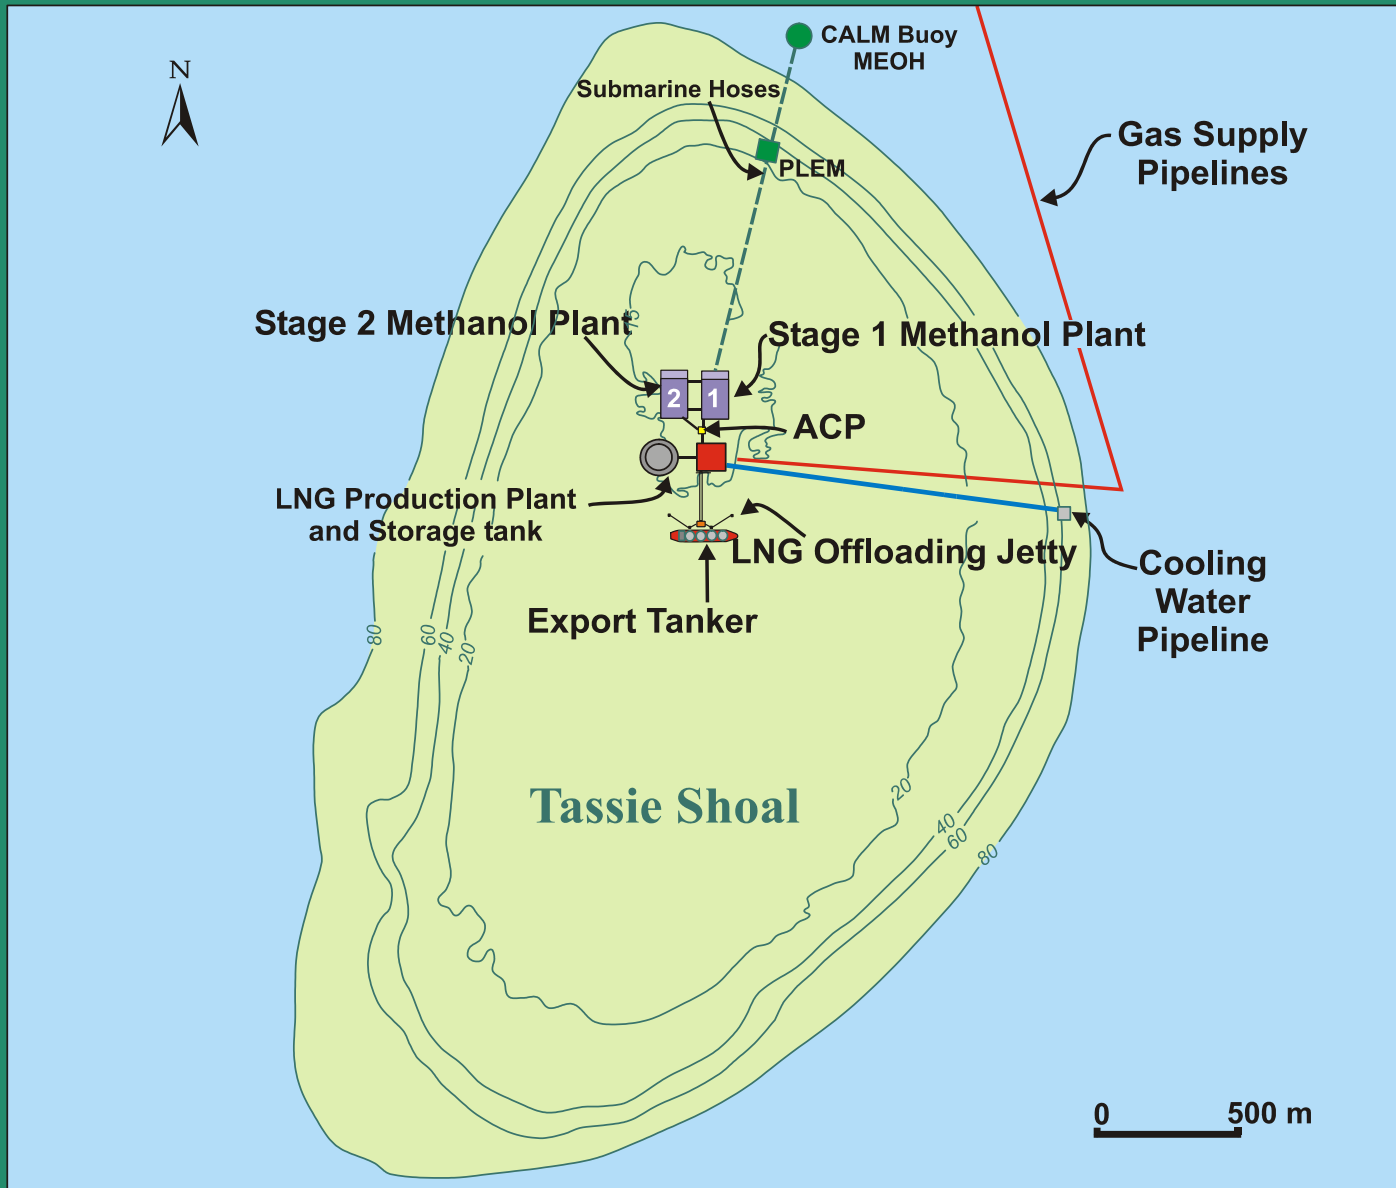 CALM Buoy
MEOH
N
Submarine Hoses
PLEM
Gas Supply
Pipelines
15
Stage 2 Methanol Plant
Stage 1 Methanol Plant
2
1
ACP
LNG Production Plant
and Storage tank
LNG Offloading Jetty
Cooling
Water
Pipeline
Export Tanker
80
60
40
20
Tassie Shoal
20
40
60
80
0
500 m